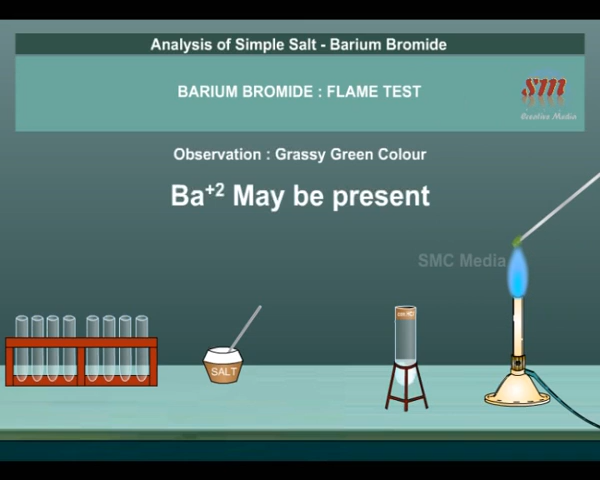 Analysis of Simple Salt - Barium Bromide
BARIUM BROMIDE : FLAME TEST
sm
Creative Media
Observation : Grassy Green Colour
Ba⁺² May be present
SMC Media
SALT